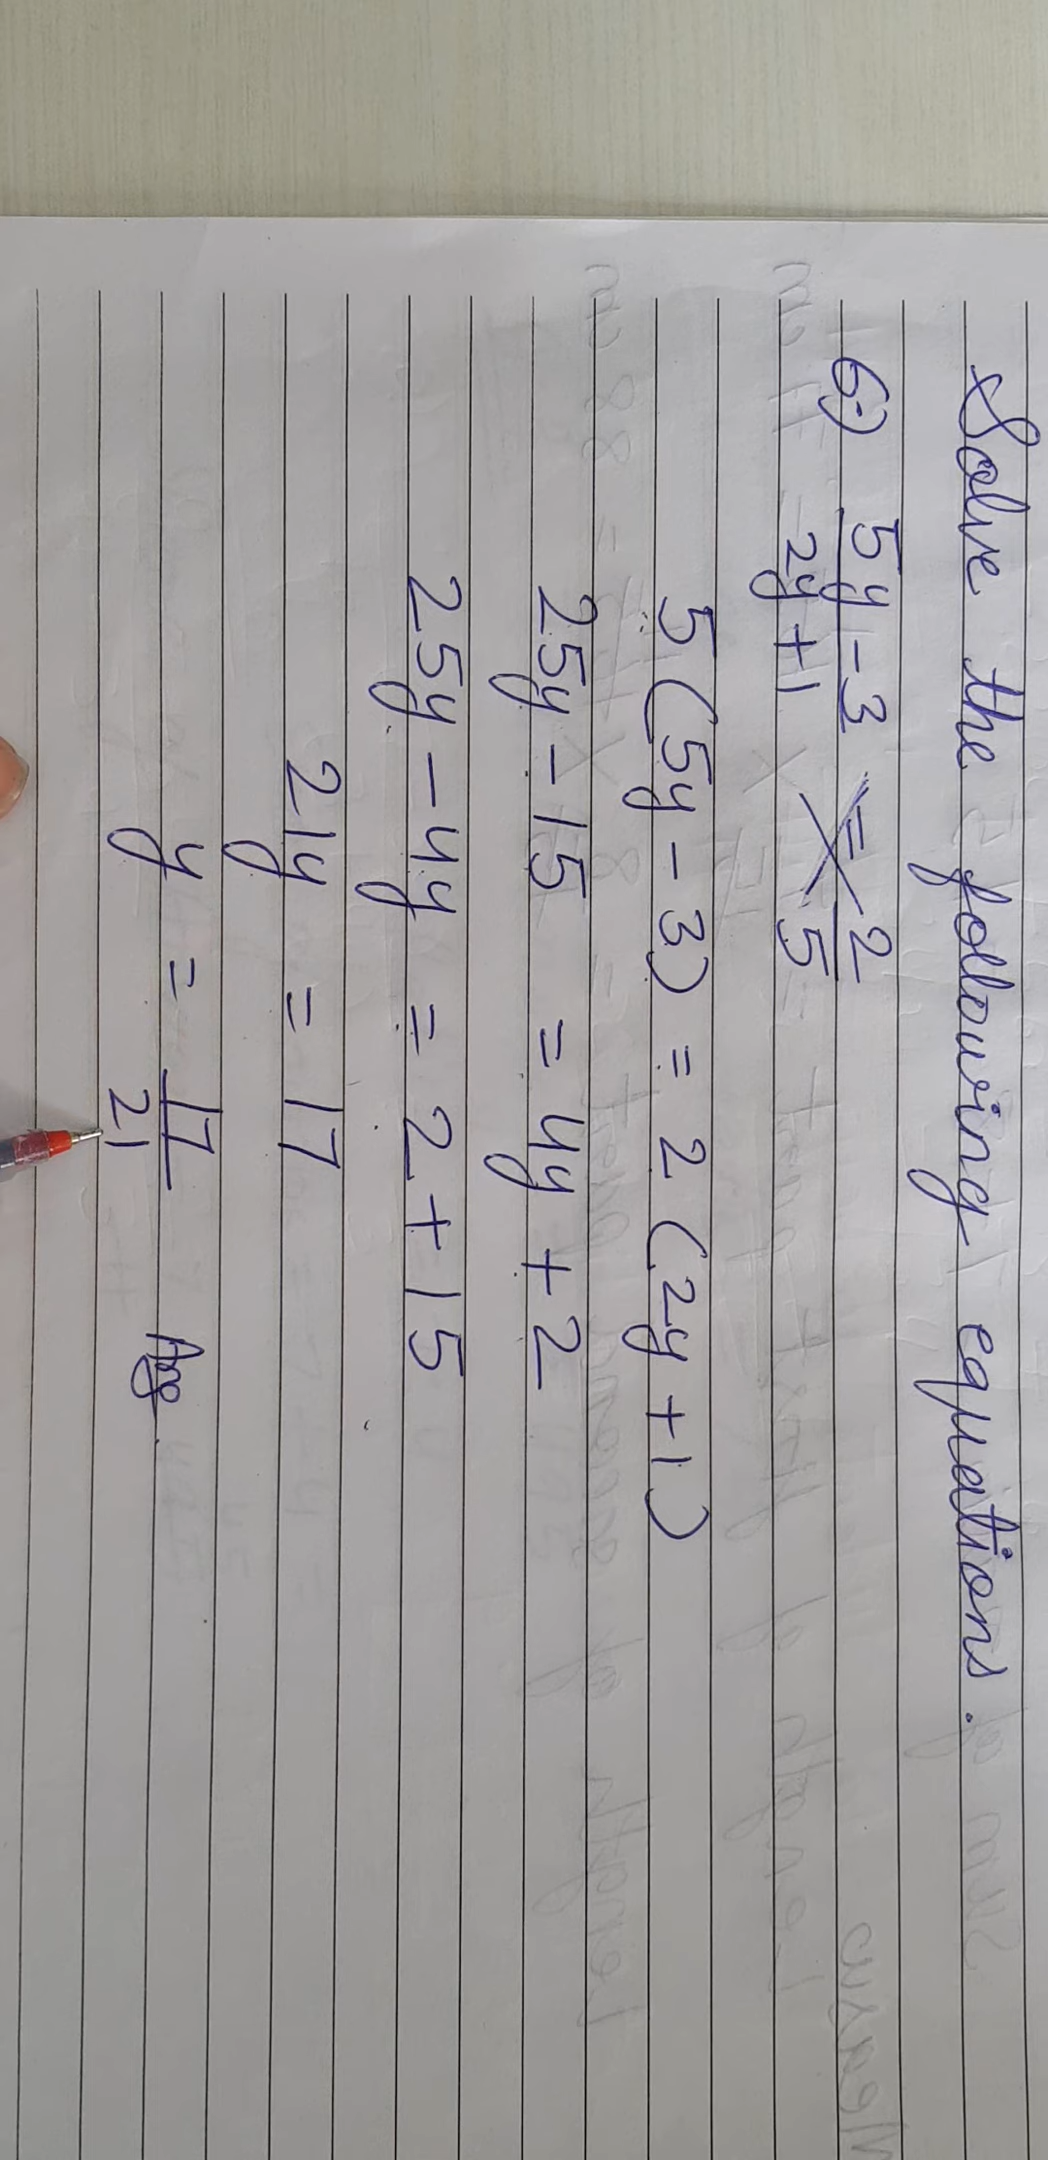 Solve the following equations.
6) 5y-3/2y+1 = 2/5
5(5y-3) = 2(2y+1)
25y-15 = 4y+2
25y-4y = 2+15
21y = 17
y = 17/21 Ans